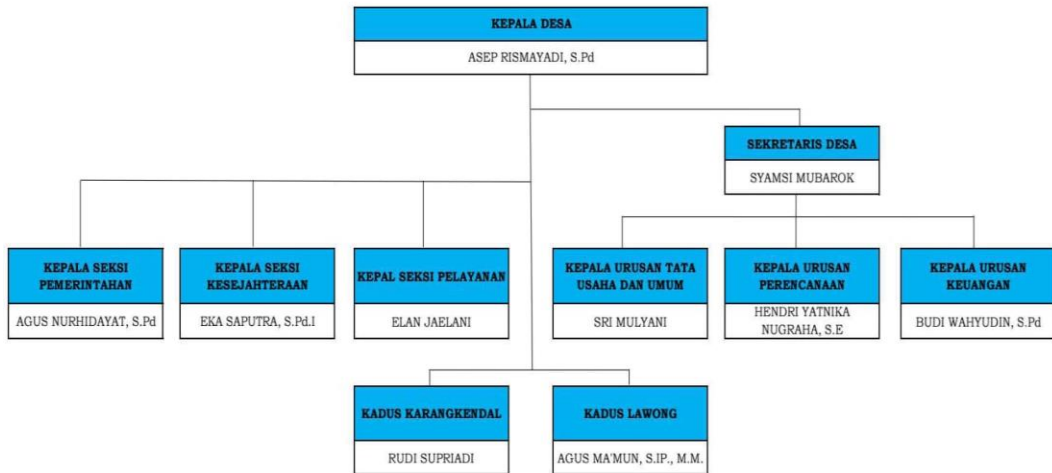 KEPALA DESA
ASEP RISMAYADI, S.Pd
SEKRETARIS DESA
SYAMSI MUBAROK
KEPALA SEKSI
PEMERINTAHAN
AGUS NURHIDAYAT, S.Pd
KEPALA SEKSI
KESEJAHTERAAN
EKA SAPUTRA, S.Pd.I
KEPAL SEKSI PELAYANAN
ELAN JAELANI
KEPALA URUSAN TATA
USAHA DAN UMUM
SRI MULYANI
KEPALA URUSAN
PERENCANAAN
HENDRI YATNIKA
NUGRAHA, S.E
KEPALA URUSAN
KEUANGAN
BUDI WAHYUDIN, S.Pd
KADUS KARANGKENDAL
RUDI SUPRIADI
KADUS LAWONG
AGUS MA'MUN, S.IP., M.M.